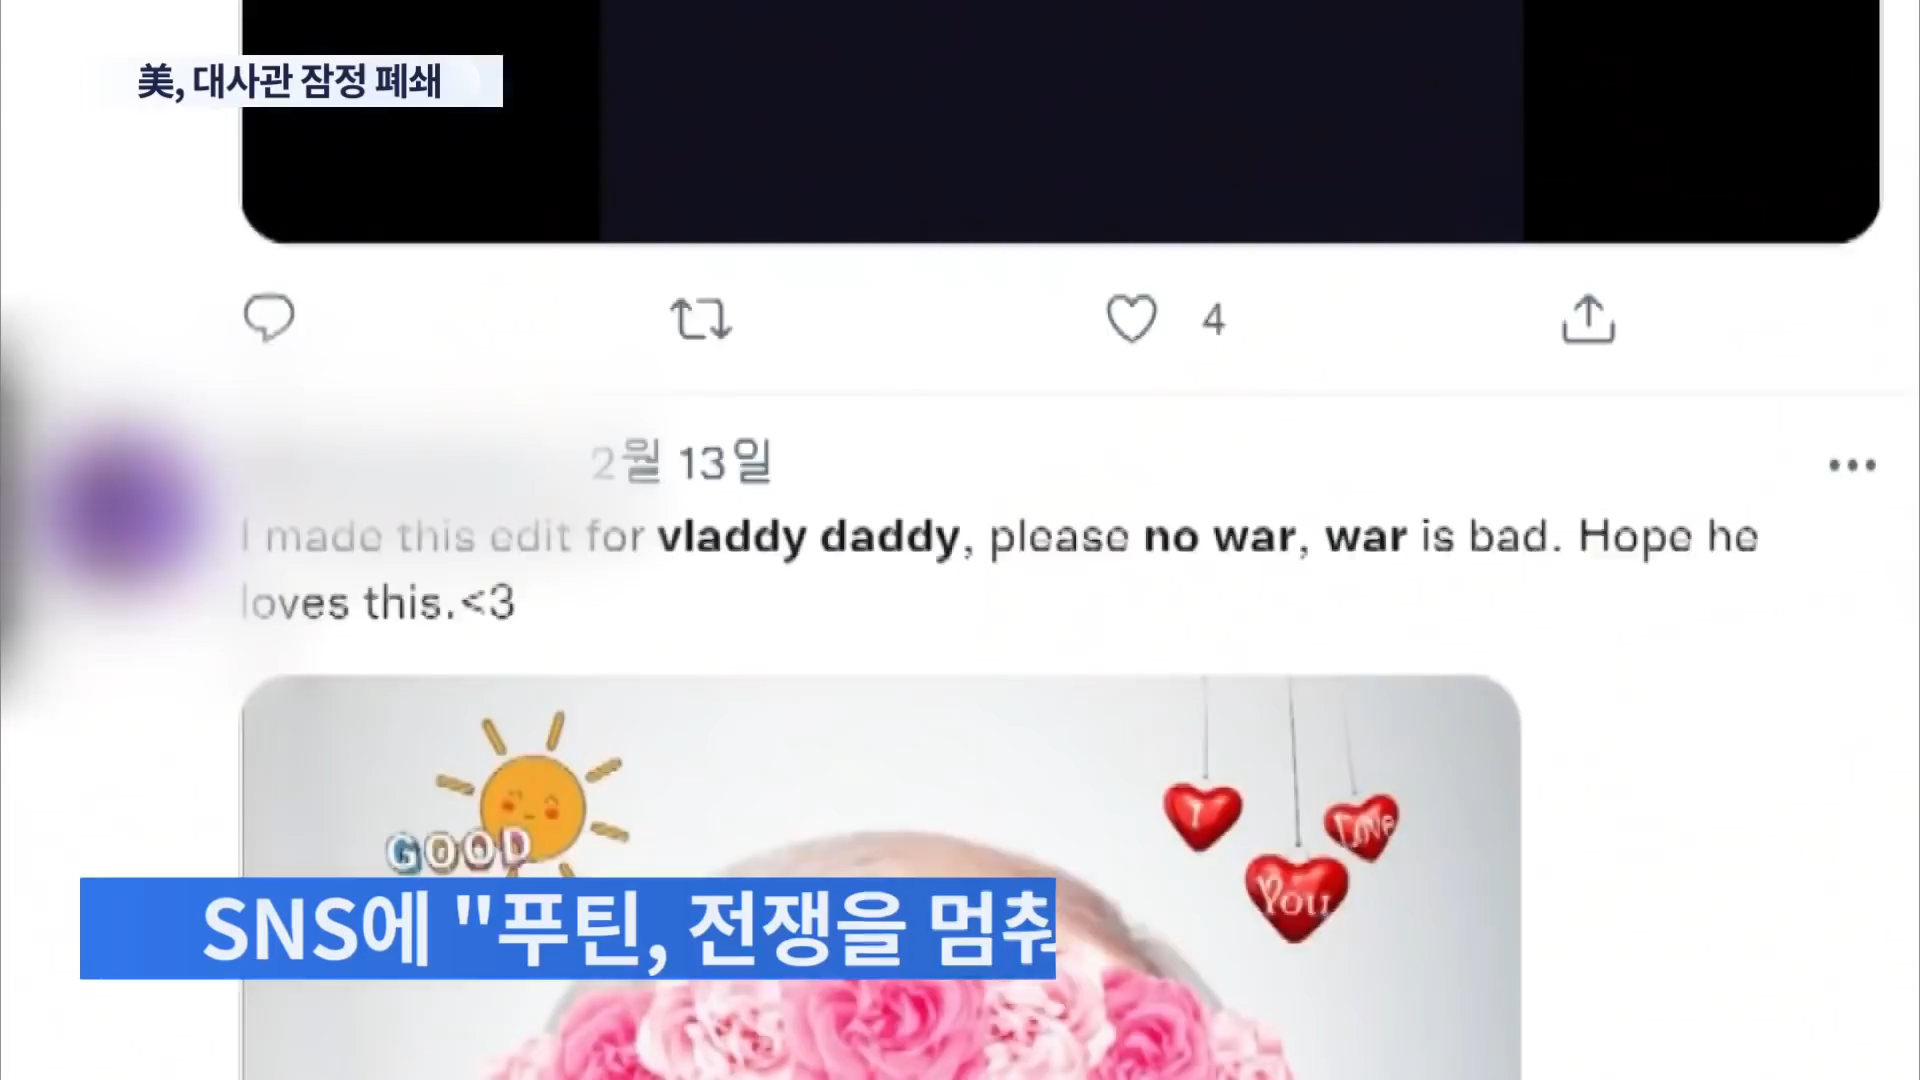 美, 대사관 잠정 폐쇄
4
2월 13일
I made this edit for vladdy daddy, please no war, war is bad. Hope he
loves this.<3
GOOD
I
Love
You
SNS에 "푸틴, 전쟁을 멈춰